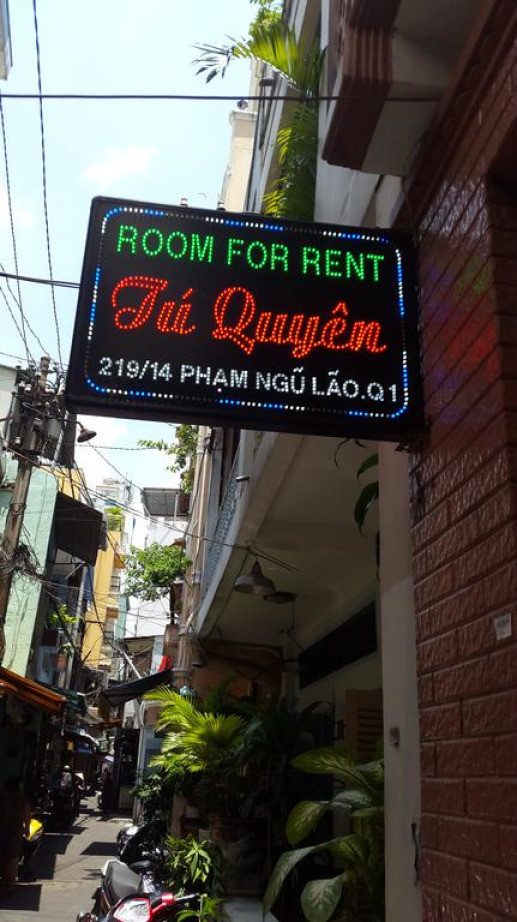 ROOM FOR RENT
Tú Quyên
219/14 PHẠM NGŨ LÃO.Q1